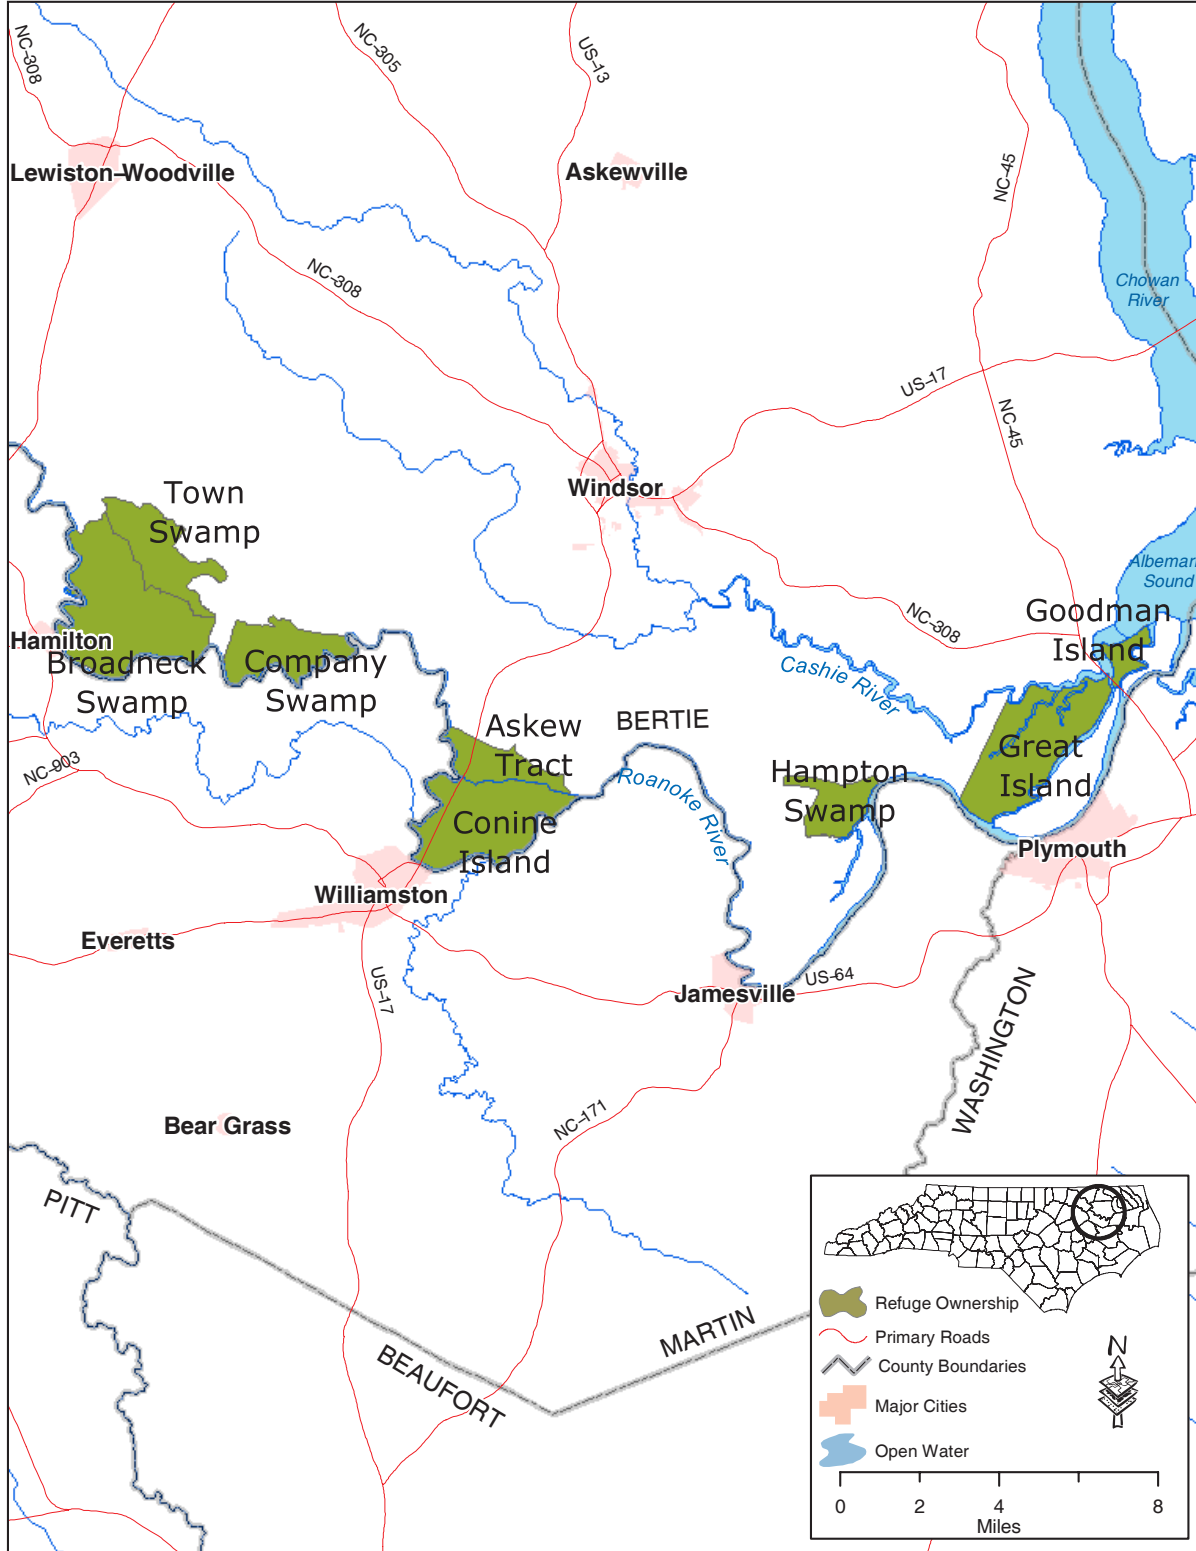 NC-308
NC-305
US-13
NC-45
Lewiston-Woodville
Askewville
NC-308
Chowan
River
US-17
NC-45
Windsor
Town
Swamp
Albemarl
Sound
Goodman
Island
NC-308
Hamilton
Broadneck
Swamp
Company
Swamp
Cashie River
Askew
Tract
BERTIE
Great
Island
NC-903
Roanoke River
Hampton
Swamp
Conine
Island
Plymouth
Williamston
Everetts
US-17
Jamesville
US-64
WASHINGTON
Bear Grass
NC-171
PITT
BEAUFORT
MARTIN
Refuge Ownership
Primary Roads
County Boundaries
Major Cities
Open Water
N
0 2 4 8
Miles